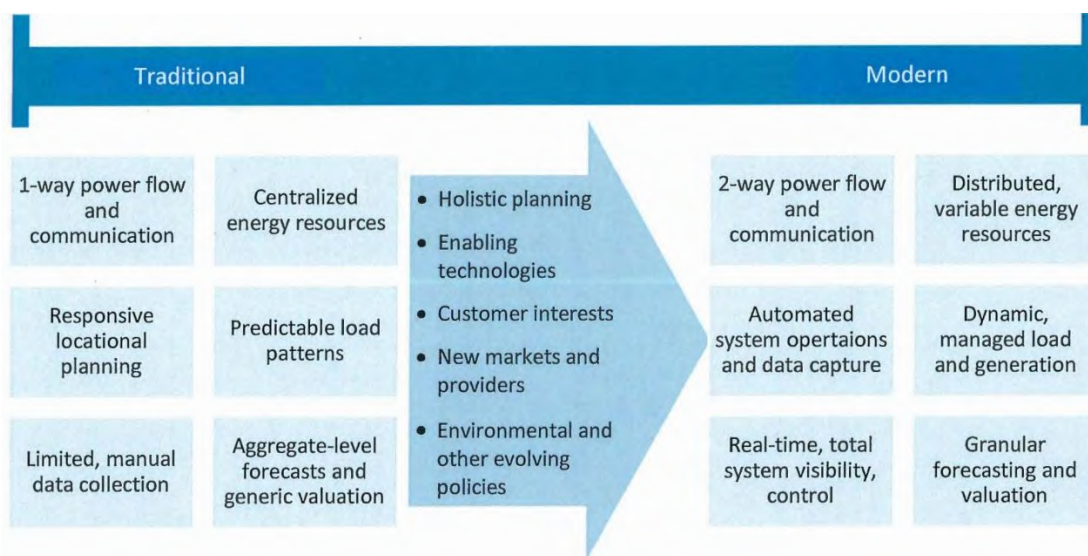 Traditional
Modern
1-way power flow
and
communication
Centralized
energy resources
Responsive
locational
planning
Predictable load
patterns
Limited, manual
data collection
Aggregate-level
forecasts and
generic valuation
• Holistic planning
• Enabling
technologies
• Customer interests
• New markets and
providers
• Environmental and
other evolving
policies
2-way power flow
and
communication
Distributed,
variable energy
resources
Automated
system opertaions
and data capture
Dynamic,
managed load
and generation
Real-time, total
system visibility,
control
Granular
forecasting and
valuation